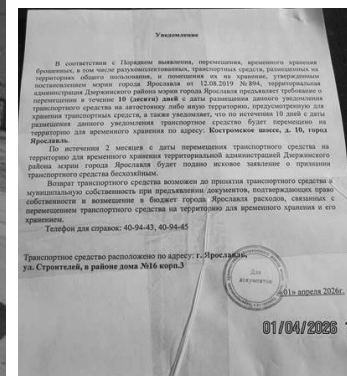 Уведомление
В соответствии с Порядком выявления, перемещения, временного хранения
брошенных, в том числе разукомплектованных, транспортных средств, размещенных на
территориях общего пользования, и помещения их на хранение, утвержденным
постановлением мэрии города Ярославля от 12.08.2019 №894, территориальная
администрация Дзержинского района мэрии города Ярославля предъявляет требование о
перемещении в течение 10 (десяти) дней с даты размещения данного уведомления
транспортного средства на автостоянку либо иную территорию, предусмотренную для
хранения транспортных средств, а также уведомляет, что по истечении 10 дней с даты
размещения данного уведомления транспортное средство будет перемещено на
территорию для временного хранения по адресу: Костромское шоссе, д. 10, город
Ярославль.
По истечении 2 месяцев с даты перемещения транспортного средства на
территорию для временного хранения территориальной администрацией Дзержинского
района мэрии города Ярославля будет подано исковое заявление о признании
транспортного средства бесхозяйным.
Возврат транспортного средства возможен до принятия транспортного средства в
муниципальную собственность при предъявлении документов, подтверждающих право
собственности и возмещение в бюджет города Ярославля расходов, связанных с
перемещением транспортного средства на территорию для временного хранения и его
хранением.
Телефон для справок: 40-94-43, 40-94-45
Транспортное средство расположено по адресу: г. Ярославль,
ул. Строителей, в районе дома №16 корп.3
Для
документов
«01» апреля 2026г.
01/04/2026